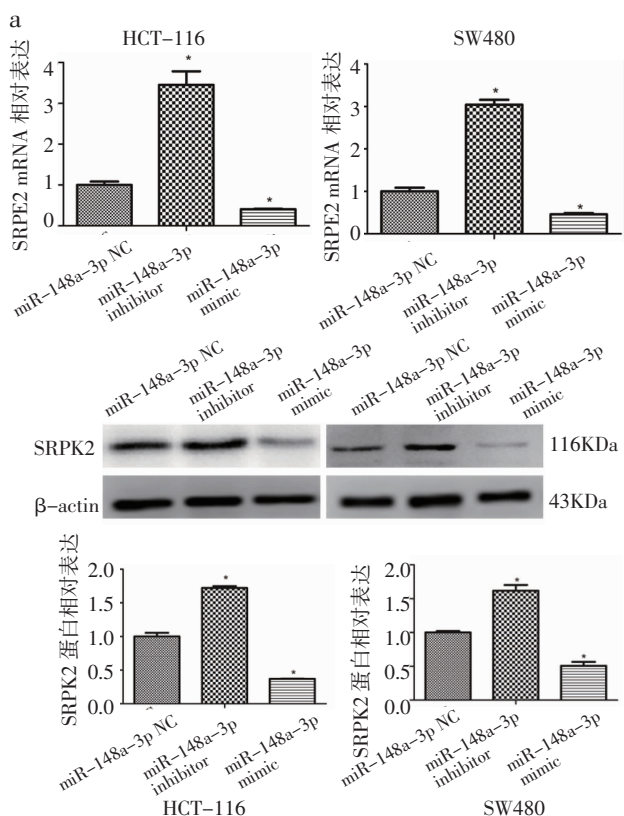 a
HCT-116
SRPE2 mRNA 相对表达
4
3
2
1
0
*
*
miR-148a-3p NC
miR-148a-3p
inhibitor
miR-148a-3p
mimic
SW480
SRPE2 mRNA 相对表达
4
3
2
1
0
*
*
miR-148a-3p NC
miR-148a-3p
inhibitor
miR-148a-3p
mimic
miR-148a-3p NC
miR-148a-3p
inhibitor
miR-148a-3p
mimic
miR-148a-3p NC
miR-148a-3p
inhibitor
miR-148a-3p
mimic
SRPK2
116KDa
β-actin
43KDa
SRPK2 蛋白相对表达
2.0
1.5
1.0
0.5
0.0
*
*
miR-148a-3p NC
miR-148a-3p
inhibitor
miR-148a-3p
mimic
HCT-116
SRPK2 蛋白相对表达
2.0
1.5
1.0
0.5
0.0
*
*
miR-148a-3p NC
miR-148a-3p
inhibitor
miR-148a-3p
mimic
SW480